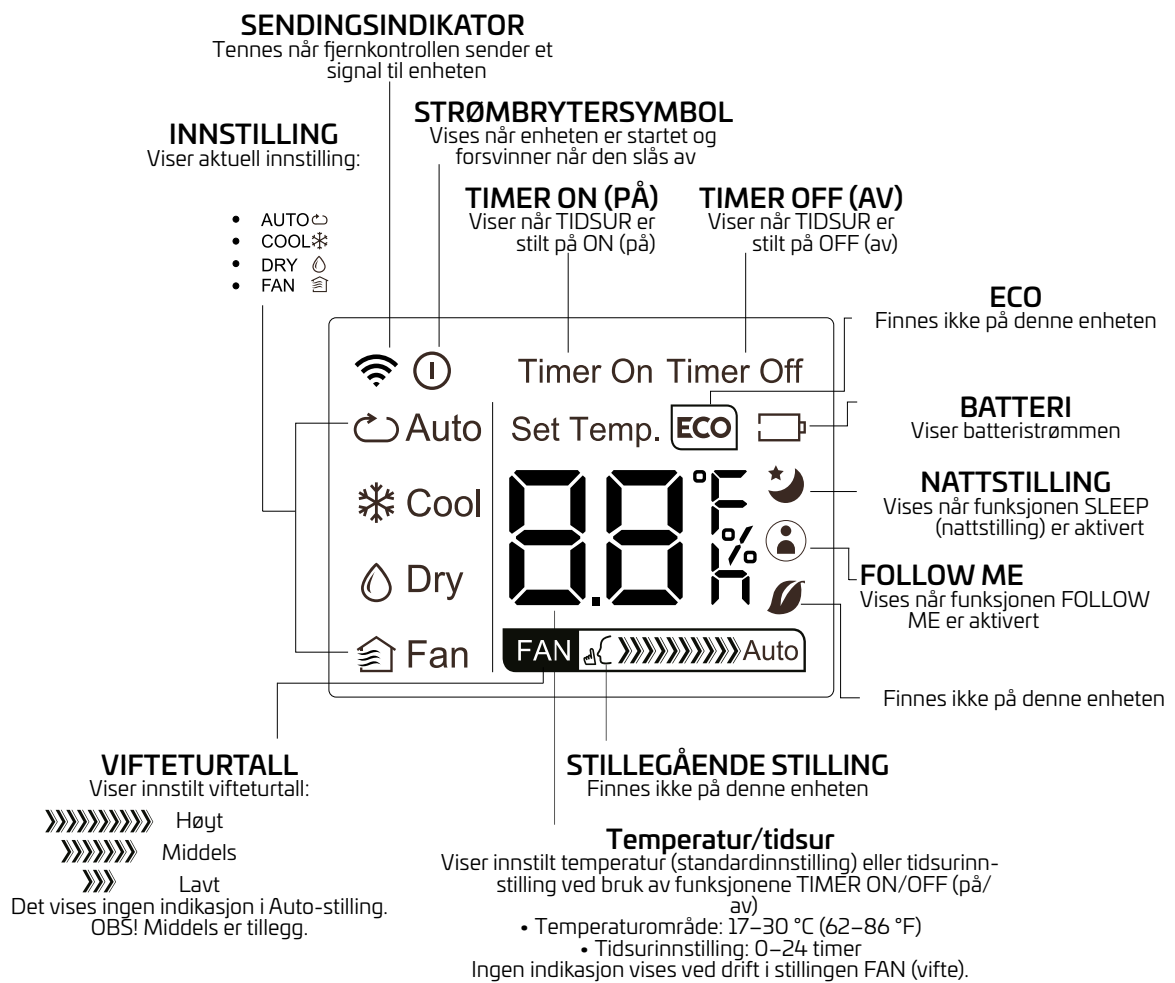 SENDINGSINDIKATOR
Tennes når fjernkontrollen sender et
signal til enheten
STRØMBRYTERSYMBOL
Vises når enheten er startet og
forsvinner når den slås av
INNSTILLING
Viser aktuell innstilling:
• AUTO
• COOL
• DRY
• FAN
TIMER ON (PÅ)
Viser når TIDSUR er
stilt på ON (på)
TIMER OFF (AV)
Viser når TIDSUR er
stilt på OFF (av)
ECO
Finnes ikke på denne enheten
Timer On Timer Off
Auto
Set Temp. ECO
BATTERI
Viser batteristrømmen
Cool
88 °F
%
h
NATTSTILLING
Vises når funksjonen SLEEP
(nattstilling) er aktivert
Dry
FOLLOW ME
Vises når funksjonen FOLLOW
ME er aktivert
Fan
FAN Auto
Finnes ikke på denne enheten
VIFTETURTALL
Viser innstilt vifteturtall:
Høyt
Middels
Lavt
Det vises ingen indikasjon i Auto-stilling.
OBS! Middels er tillegg.
STILLEGÅENDE STILLING
Finnes ikke på denne enheten
Temperatur/tidsur
Viser innstilt temperatur (standardinnstilling) eller tidsurinn-
stilling ved bruk av funksjonene TIMER ON/OFF (på/
av)
• Temperaturområde: 17–30 °C (62–86 °F)
• Tidsurinnstilling: 0–24 timer
Ingen indikasjon vises ved drift i stillingen FAN (vifte).